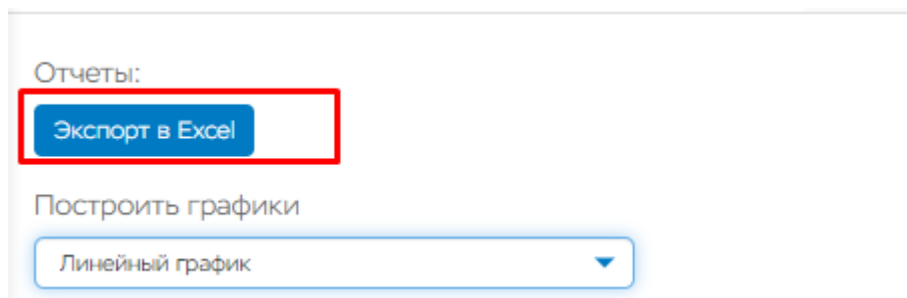 Отчеты:
Экспорт в Excel
Построить графики
Линейный график